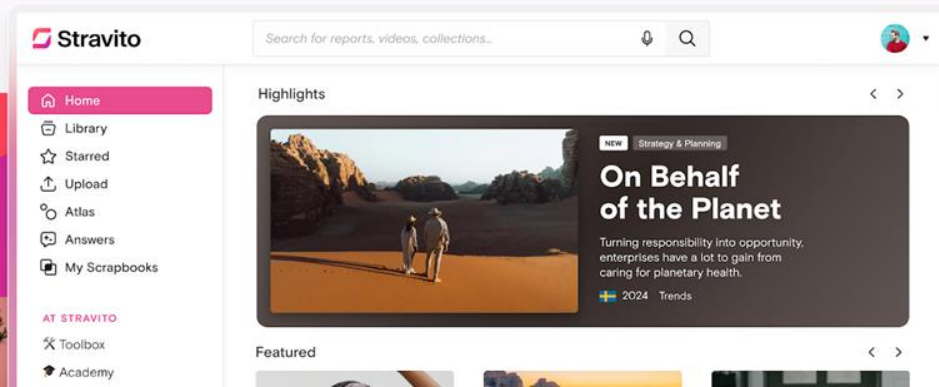 Stravito
Search for reports, videos, collections...
Home
Library
Starred
Upload
Atlas
Answers
My Scrapbooks
AT STRAVITO
Toolbox
Academy
Highlights
NEW Strategy & Planning
On Behalf
of the Planet
Turning responsibility into opportunity,
enterprises have a lot to gain from
caring for planetary health.
2024 Trends
Featured